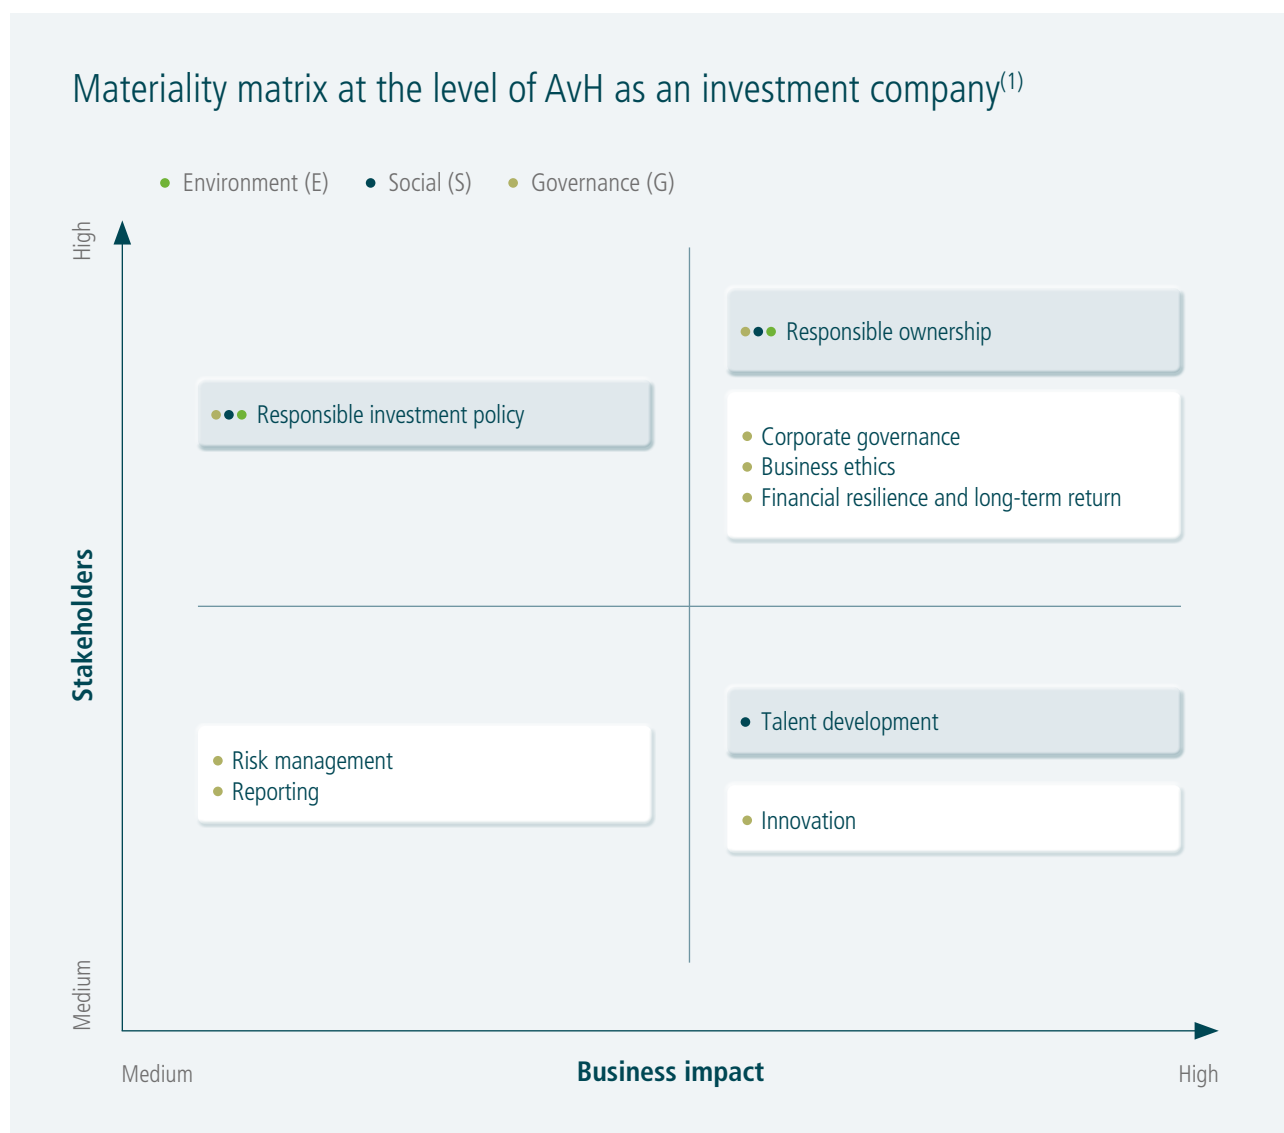 Materiality matrix at the level of AvH as an investment company(1)
Environment (E) Social (S) Governance (G)
High
Stakeholders
Medium
Responsible investment policy
Responsible ownership
Corporate governance
Business ethics
Financial resilience and long-term return
Risk management
Reporting
Talent development
Innovation
Medium
Business impact
High